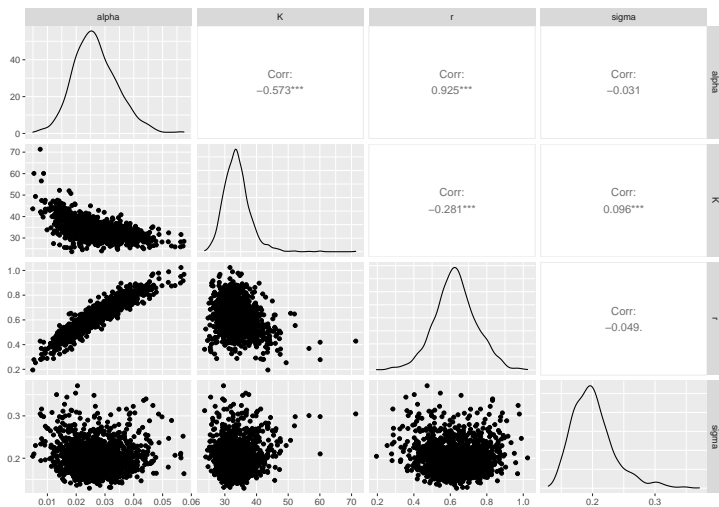 alpha K r sigma
40
20
0
Corr:
−0.573***
Corr:
0.925***
Corr:
−0.031
alpha
70
60
50
40
30
Corr:
−0.281***
Corr:
0.096***
K
1.0
0.8
0.6
0.4
0.2
Corr:
−0.049.
r
0.3
0.2
sigma
0.01 0.02 0.03 0.04 0.05 0.06 30 40 50 60 70 0.2 0.4 0.6 0.8 1.0 0.2 0.3